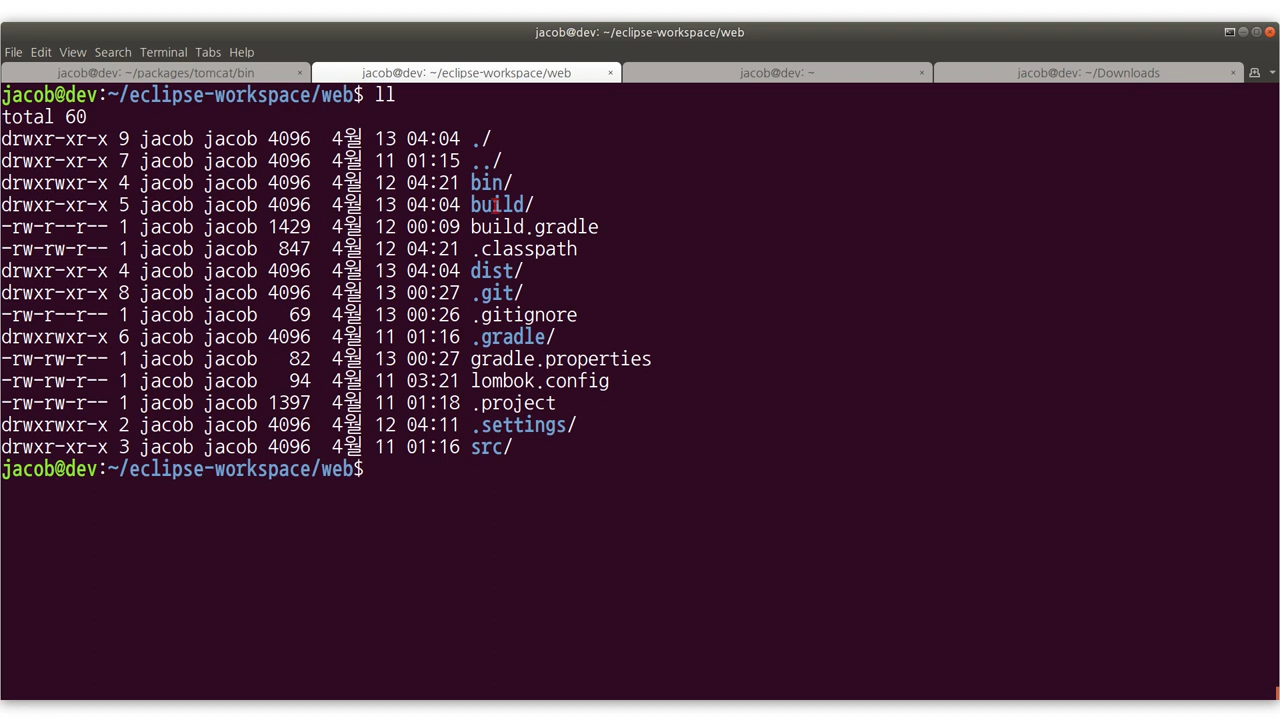 jacob@dev: ~/eclipse-workspace/web
File Edit View Search Terminal Tabs Help
jacob@dev: ~/packages/tomcat/bin × jacob@dev: ~/eclipse-workspace/web × jacob@dev: ~ × jacob@dev: ~/Downloads ×
jacob@dev:~/eclipse-workspace/web$ ll
total 60
drwxr-xr-x 9 jacob jacob 4096  4월 13 04:04 ./
drwxr-xr-x 7 jacob jacob 4096  4월 11 01:15 ../
drwxrwxr-x 4 jacob jacob 4096  4월 12 04:21 bin/
drwxr-xr-x 5 jacob jacob 4096  4월 13 04:04 build/
-rw-r--r-- 1 jacob jacob 1429  4월 12 00:09 build.gradle
-rw-rw-r-- 1 jacob jacob  847  4월 12 04:21 .classpath
drwxr-xr-x 4 jacob jacob 4096  4월 13 04:04 dist/
drwxr-xr-x 8 jacob jacob 4096  4월 13 00:27 .git/
-rw-r--r-- 1 jacob jacob   69  4월 13 00:26 .gitignore
drwxrwxr-x 6 jacob jacob 4096  4월 11 01:16 .gradle/
-rw-rw-r-- 1 jacob jacob   82  4월 13 00:27 gradle.properties
-rw-rw-r-- 1 jacob jacob   94  4월 11 03:21 lombok.config
-rw-rw-r-- 1 jacob jacob 1397  4월 11 01:18 .project
drwxrwxr-x 2 jacob jacob 4096  4월 12 04:11 .settings/
drwxr-xr-x 3 jacob jacob 4096  4월 11 01:16 src/
jacob@dev:~/eclipse-workspace/web$